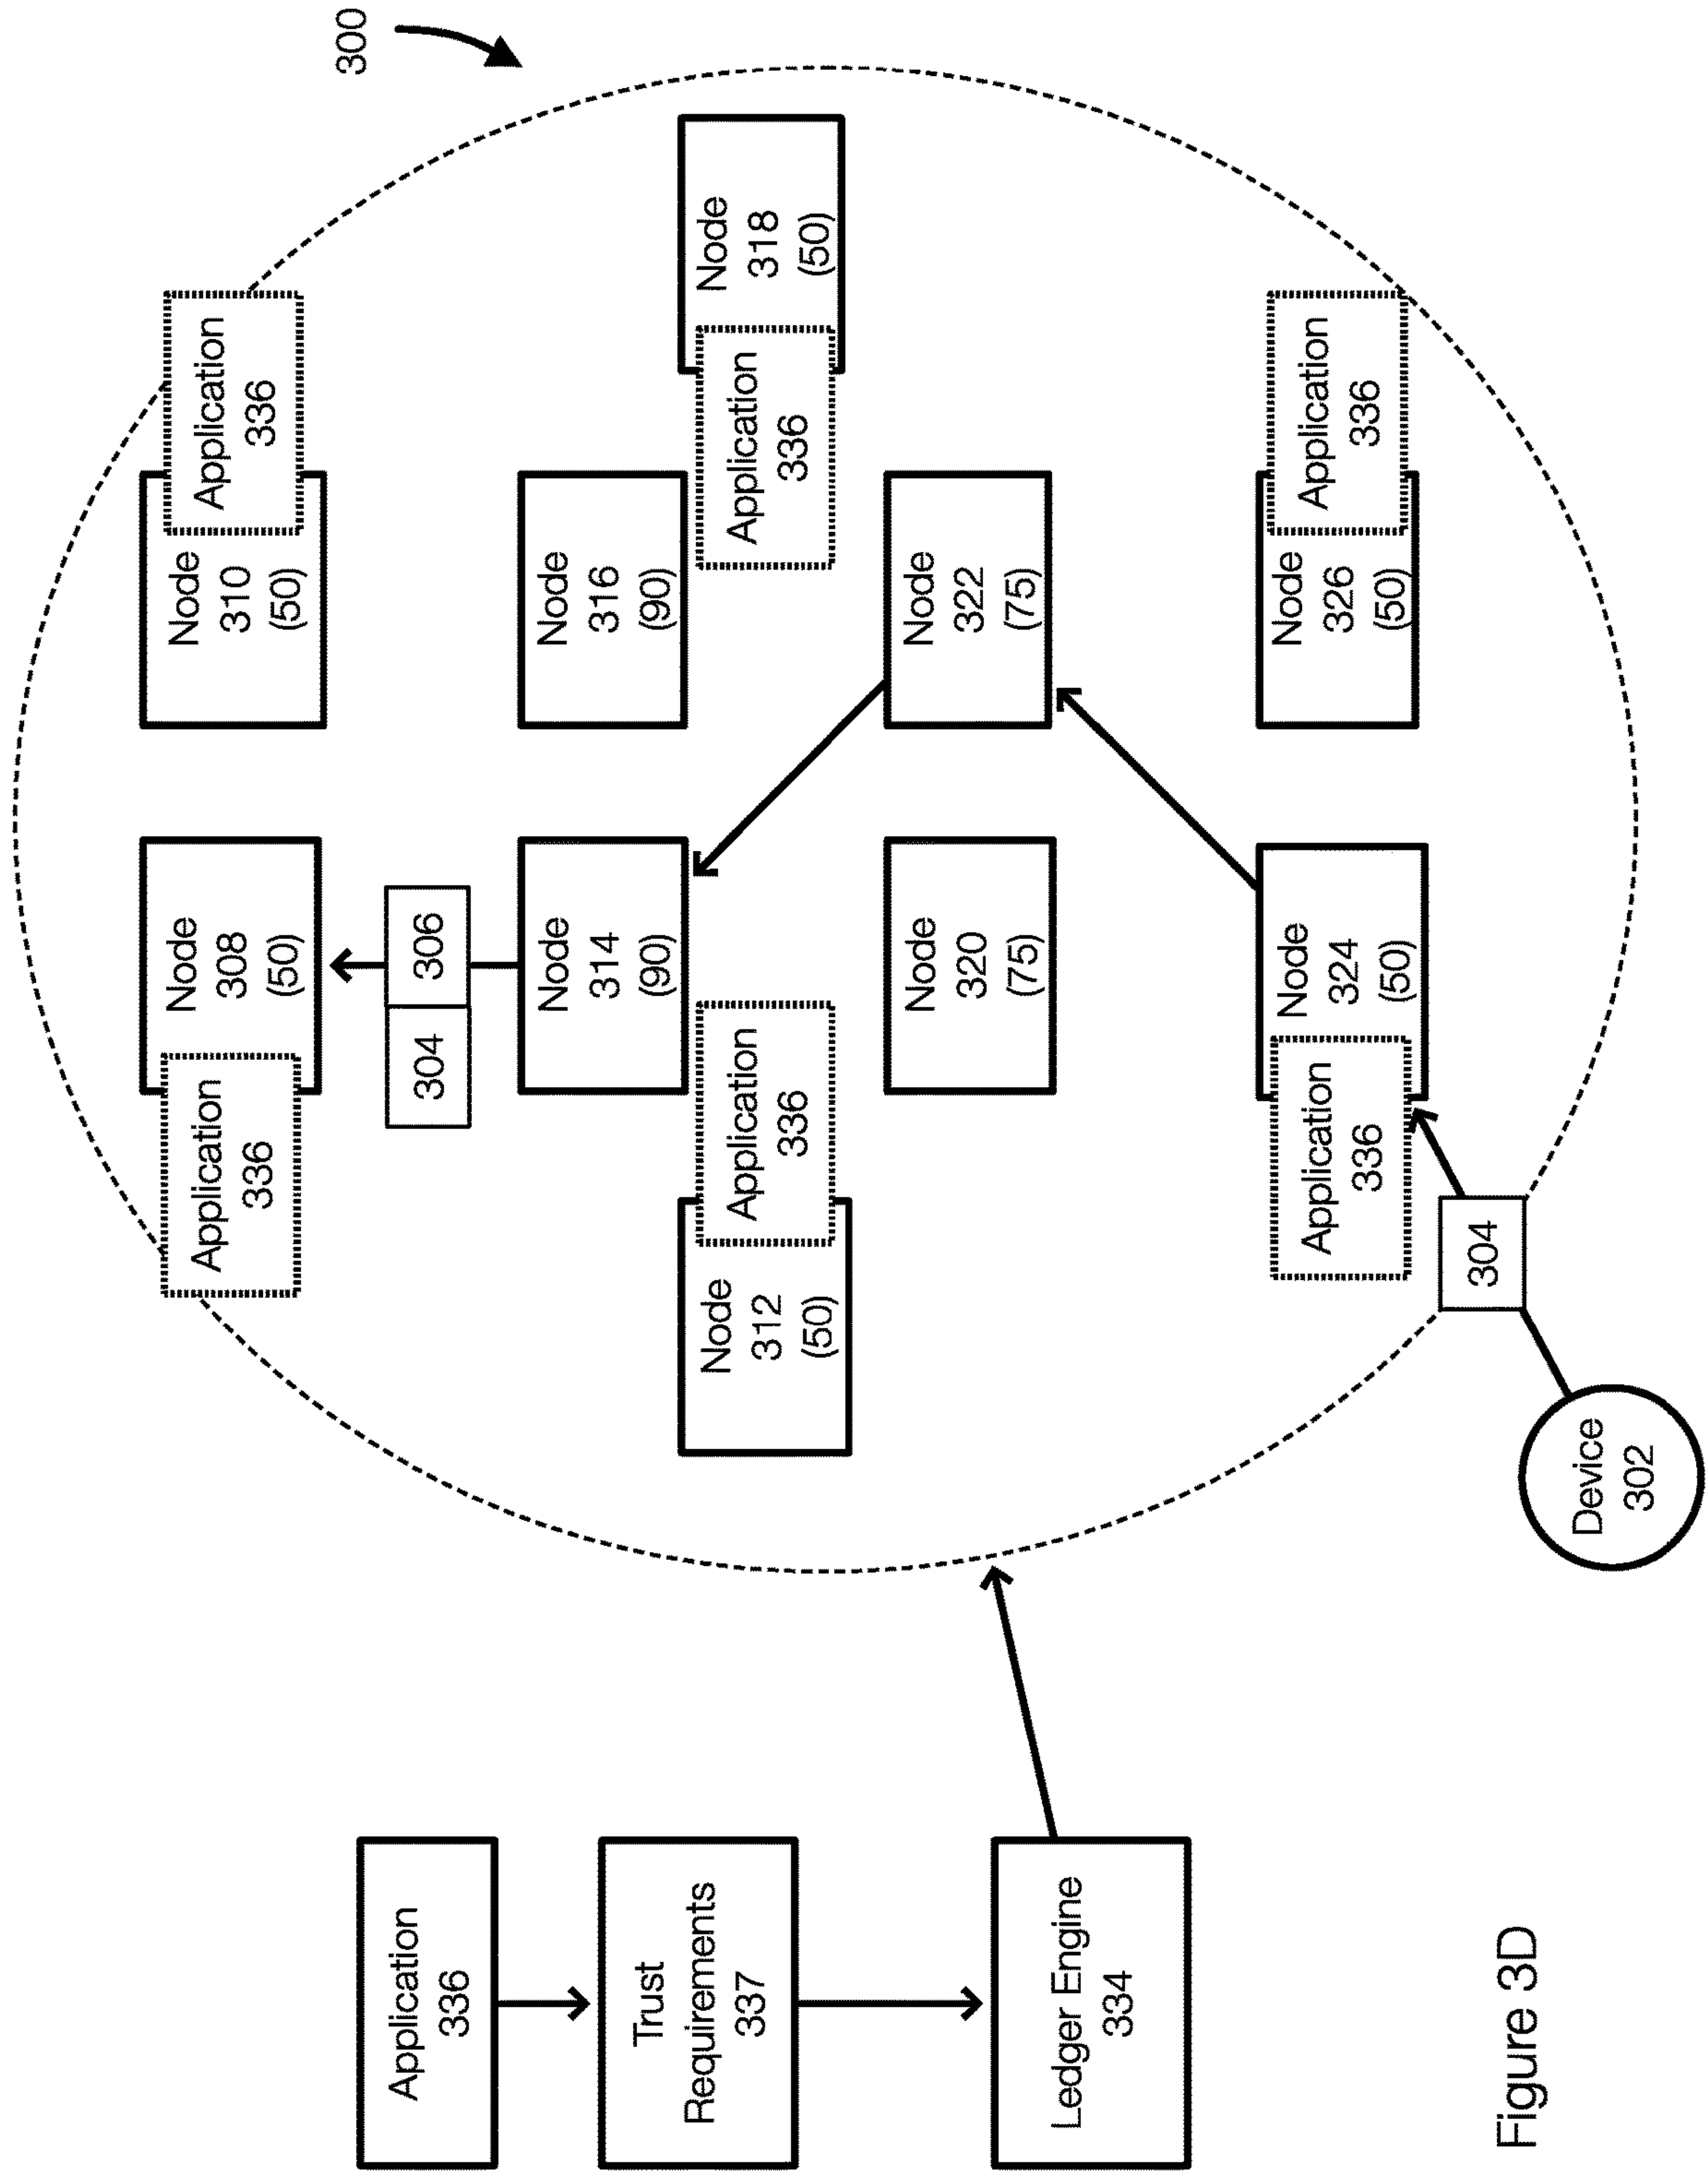 300
Application
336
Trust
Requirements
337
Ledger Engine
334
Application
336
Node
308
(50)
Node
310
(50)
Application
336
304
306
Node
314
(90)
Node
316
(90)
Node
312
(50)
Application
336
Application
336
Node
318
(50)
Node
320
(75)
Node
322
(75)
Application
336
Node
324
(50)
Node
326
(50)
Application
336
304
Device
302
Figure 3D